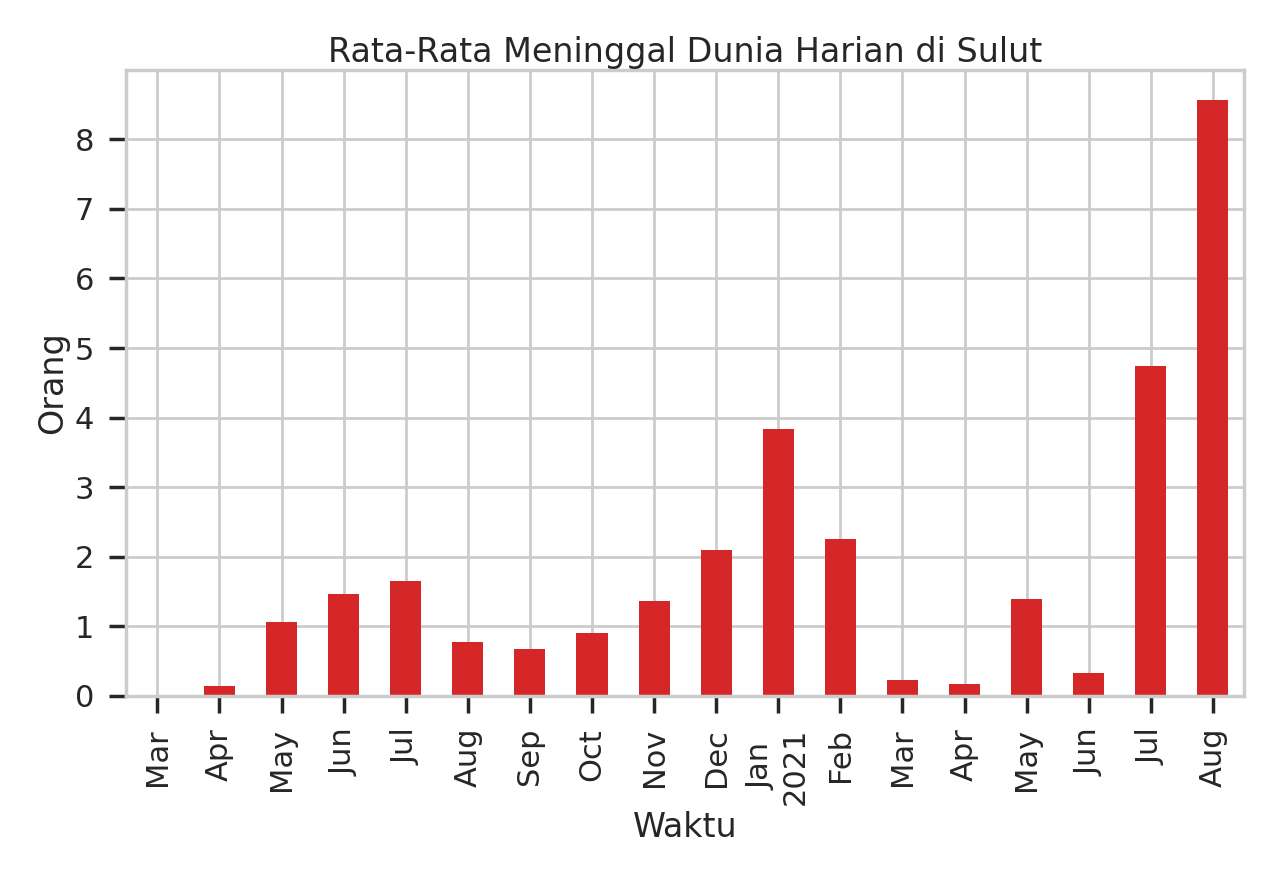 Rata-Rata Meninggal Dunia Harian di Sulut
Orang
8
7
6
5
4
3
2
1
0
Mar
Apr
May
Jun
Jul
Aug
Sep
Oct
Nov
Dec
Jan
2021
Feb
Mar
Apr
May
Jun
Jul
Aug
Waktu